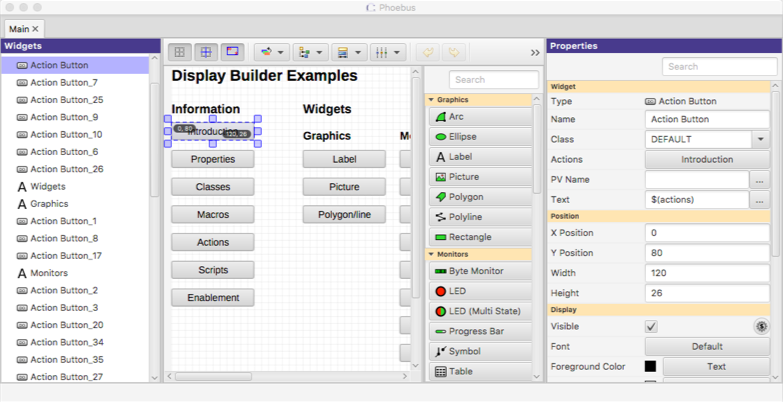 Phoebus
Main ×
Widgets
Action Button
Action Button_7
Action Button_25
Action Button_9
Action Button_10
Action Button_6
Action Button_26
Widgets
Graphics
Action Button_1
Action Button_8
Action Button_17
Monitors
Action Button_2
Action Button_3
Action Button_20
Action Button_34
Action Button_35
Action Button_27
Display Builder Examples
Information
Introduction
0, 80
120, 26
Properties
Classes
Macros
Actions
Scripts
Enablement
Widgets
Graphics
Label
Picture
Polygon/line
Search
Graphics
Arc
Ellipse
Label
Picture
Polygon
Polyline
Rectangle
Monitors
Byte Monitor
LED
LED (Multi State)
Progress Bar
Symbol
Table
Properties
Search
Widget
Type Action Button
Name Action Button
Class DEFAULT
Actions Introduction
PV Name ...
Text $(actions) ...
Position
X Position 0
Y Position 80
Width 120
Height 26
Display
Visible
Font Default
Foreground Color Text